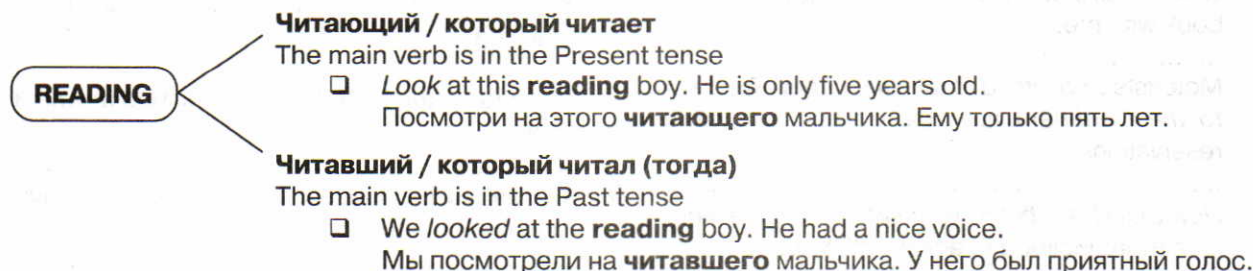 Читающий / который читает
The main verb is in the Present tense
❑ Look at this reading boy. He is only five years old.
Посмотри на этого читающего мальчика. Ему только пять лет.
READING
Читавший / который читал (тогда)
The main verb is in the Past tense
❑ We looked at the reading boy. He had a nice voice.
Мы посмотрели на читавшего мальчика. У него был приятный голос.